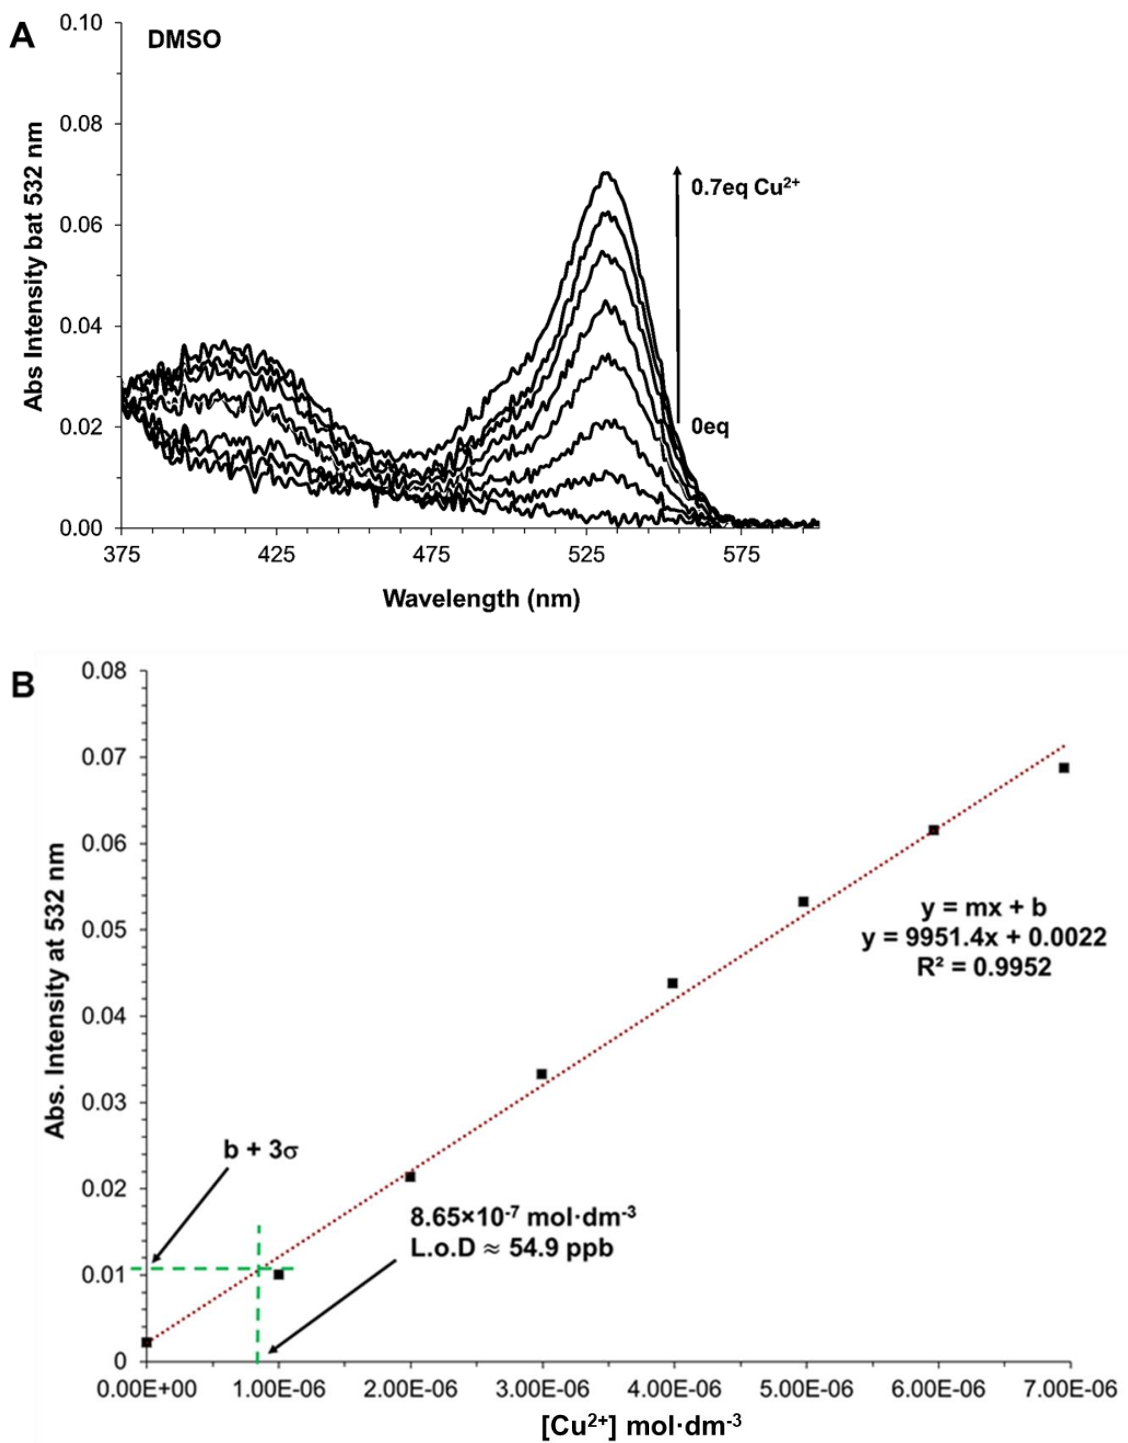 A
DMSO
Abs Intensity bat 532 nm
0.10
0.08
0.06
0.04
0.02
0.00
0.7eq Cu²⁺
0eq
375
425
475
525
575
Wavelength (nm)
B
Abs. Intensity at 532 nm
0.08
0.07
0.06
0.05
0.04
0.03
0.02
0.01
0
y = mx + b
y = 9951.4x + 0.0022
R² = 0.9952
b + 3σ
8.65×10⁻⁷ mol·dm⁻³
L.o.D ≈ 54.9 ppb
0.00E+00
1.00E-06
2.00E-06
3.00E-06
4.00E-06
5.00E-06
6.00E-06
7.00E-06
[Cu²⁺] mol·dm⁻³